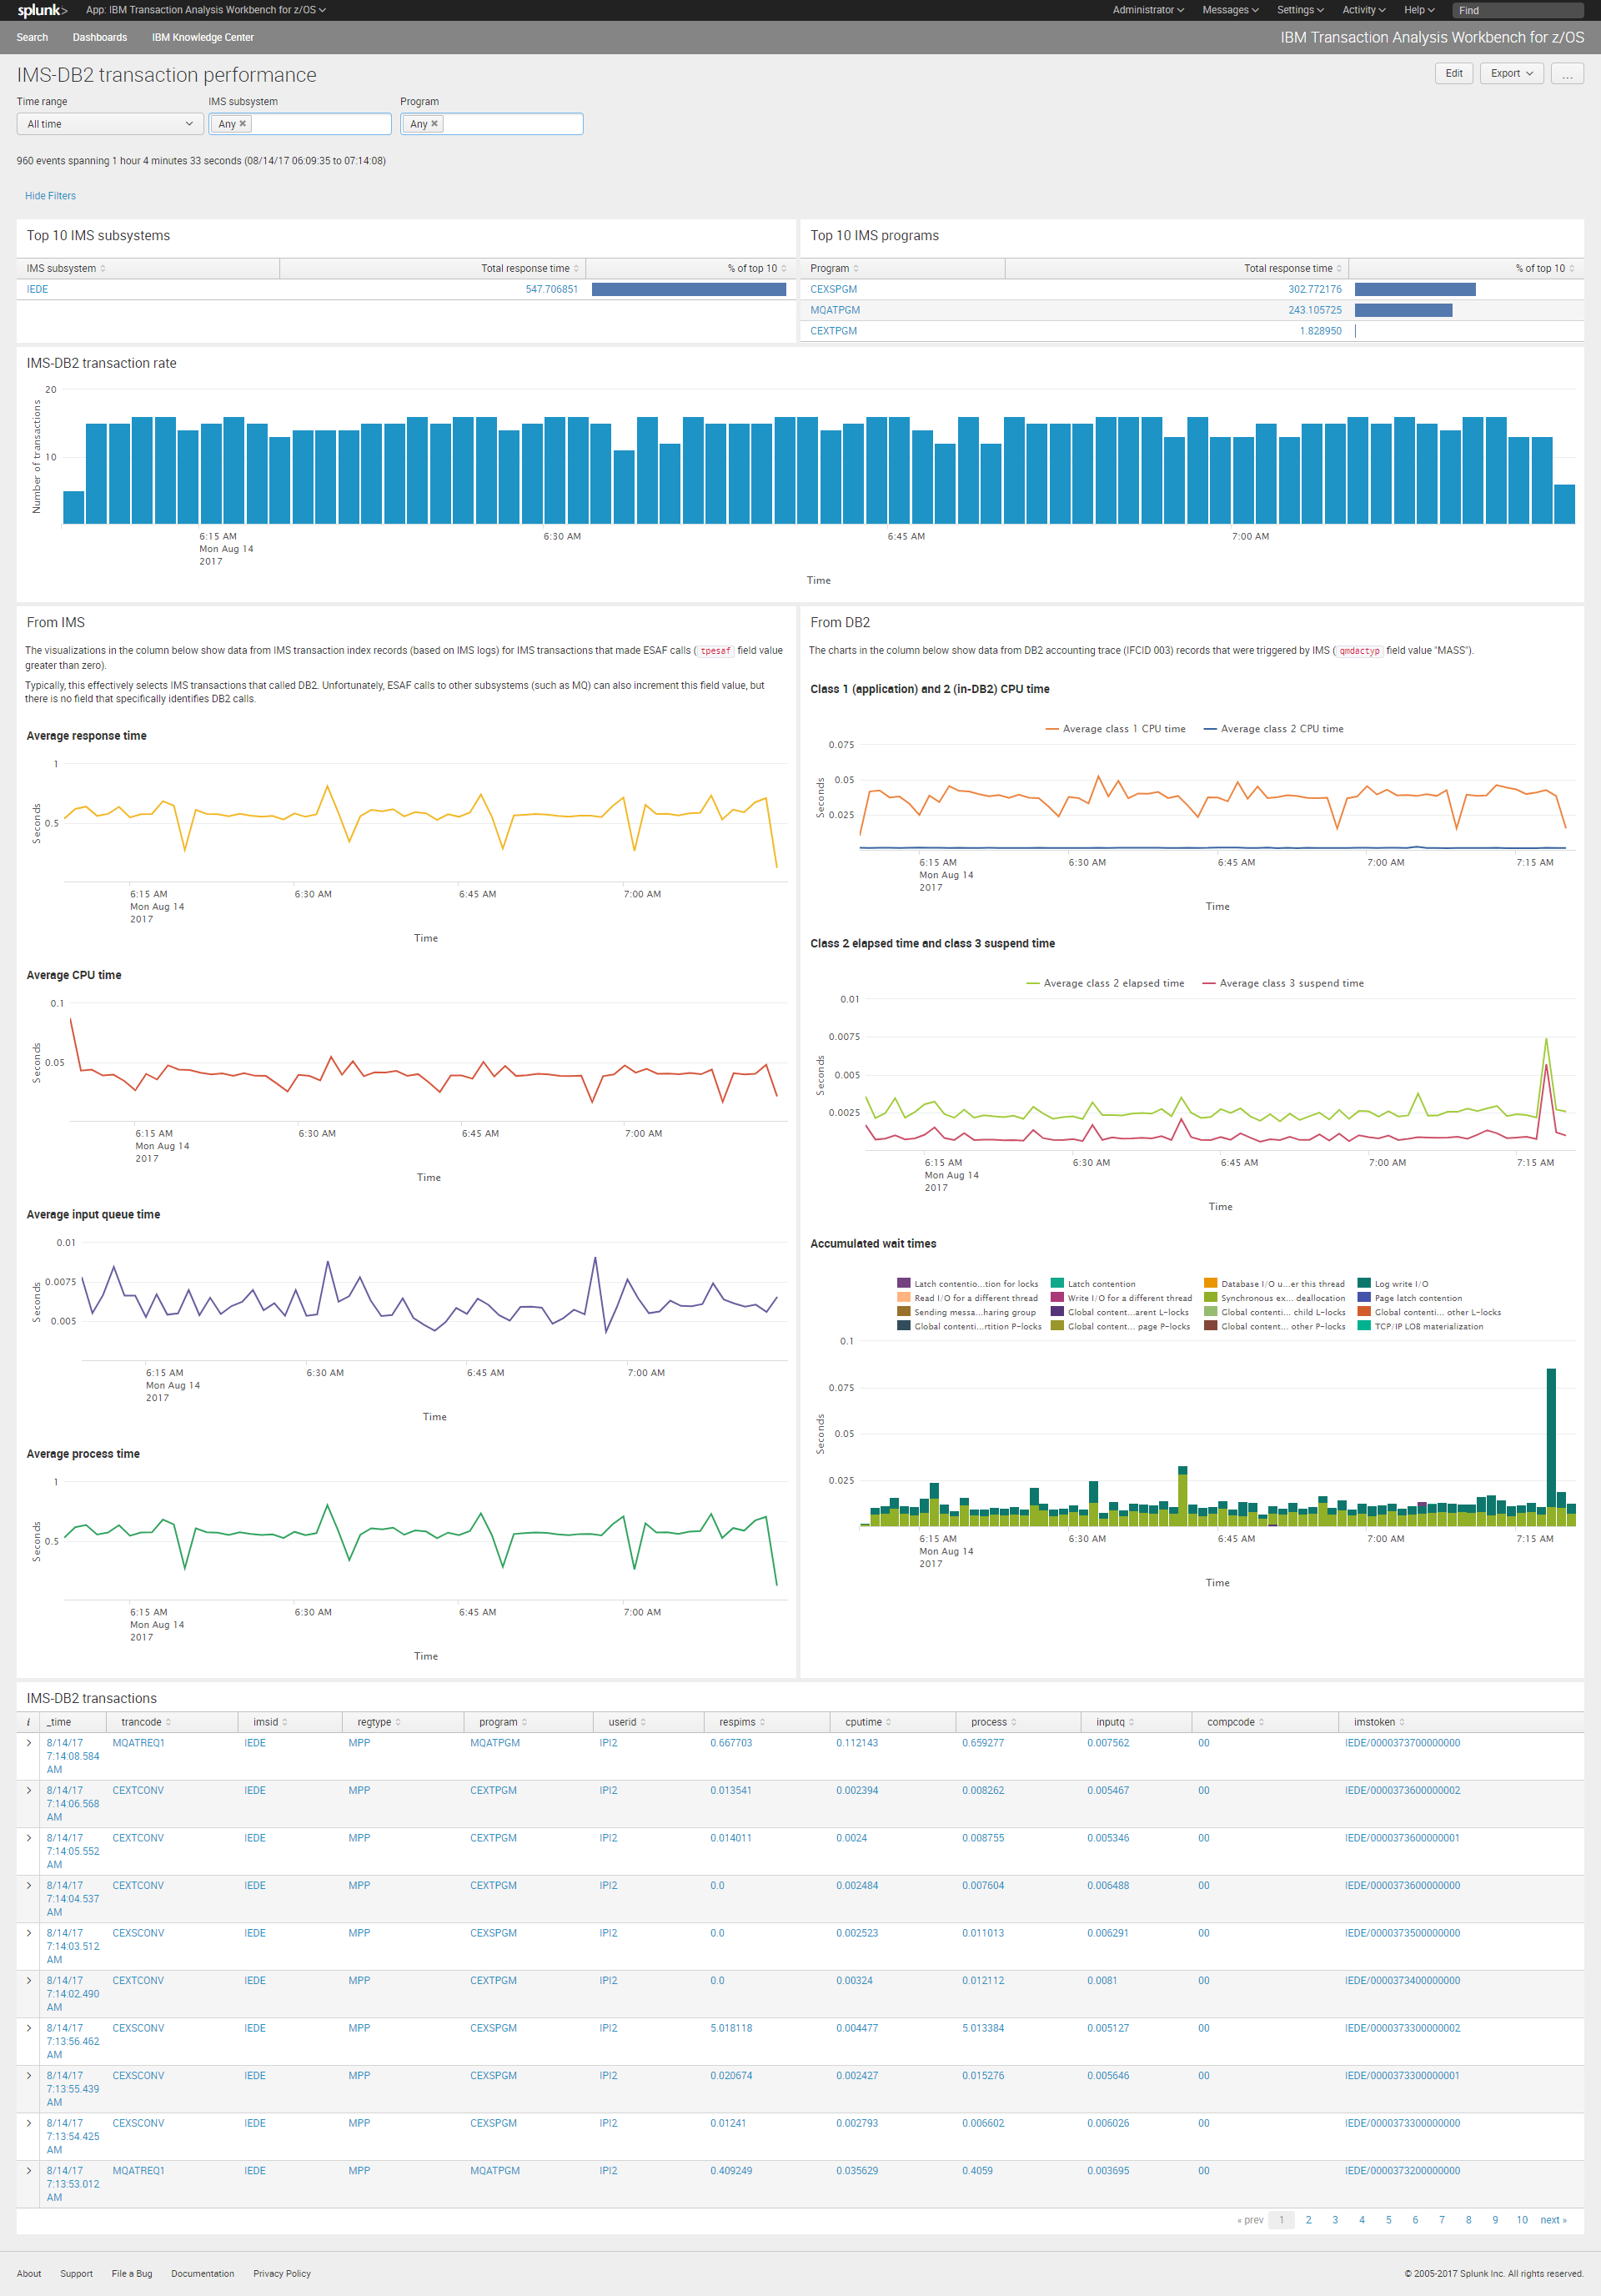 splunk> App: IBM Transaction Analysis Workbench for z/OS Administrator Messages Settings Activity Help Find
Search Dashboards IBM Knowledge Center IBM Transaction Analysis Workbench for z/OS
IMS-DB2 transaction performance Edit Export ...
Time range IMS subsystem Program
All time Any Any
960 events spanning 1 hour 4 minutes 33 seconds (08/14/17 06:09:35 to 07:14:08)
Hide Filters
Top 10 IMS subsystems
IMS subsystem Total response time % of top 10
IEDE 547.706851
Top 10 IMS programs
Program Total response time % of top 10
CEXSPGM 302.772176
MQATPGM 243.105725
CEXTPGM 1.828950
IMS-DB2 transaction rate
Number of transactions
20
10
6:15 AM 6:30 AM 6:45 AM 7:00 AM
Mon Aug 14
2017
Time
From IMS
The visualizations in the column below show data from IMS transaction index records (based on IMS logs) for IMS transactions that made ESAF calls ( tpesaf field value
greater than zero).
Typically, this effectively selects IMS transactions that called DB2. Unfortunately, ESAF calls to other subsystems (such as MQ) can also increment this field value, but
there is no field that specifically identifies DB2 calls.
Average response time
Seconds
1
0.5
6:15 AM 6:30 AM 6:45 AM 7:00 AM
Mon Aug 14
2017
Time
Average CPU time
Seconds
0.1
0.05
6:15 AM 6:30 AM 6:45 AM 7:00 AM
Mon Aug 14
2017
Time
Average input queue time
Seconds
0.01
0.0075
0.005
6:15 AM 6:30 AM 6:45 AM 7:00 AM
Mon Aug 14
2017
Time
Average process time
Seconds
1
0.5
6:15 AM 6:30 AM 6:45 AM 7:00 AM
Mon Aug 14
2017
Time
From DB2
The charts in the column below show data from DB2 accounting trace (IFCID 003) records that were triggered by IMS ( qmdactyp field value "MASS").
Class 1 (application) and 2 (in-DB2) CPU time
Average class 1 CPU time Average class 2 CPU time
Seconds
0.075
0.05
0.025
6:15 AM 6:30 AM 6:45 AM 7:00 AM 7:15 AM
Mon Aug 14
2017
Time
Class 2 elapsed time and class 3 suspend time
Average class 2 elapsed time Average class 3 suspend time
Seconds
0.01
0.0075
0.005
0.0025
6:15 AM 6:30 AM 6:45 AM 7:00 AM 7:15 AM
Mon Aug 14
2017
Time
Accumulated wait times
Latch contentio...tion for locks Latch contention Database I/O u...er this thread Log write I/O
Read I/O for a different thread Write I/O for a different thread Synchronous ex... deallocation Page latch contention
Sending messa...haring group Global content...arent L-locks Global contenti... child L-locks Global contenti... other L-locks
Global contenti...rtition P-locks Global content... page P-locks Global content... other P-locks TCP/IP LOB materialization
Seconds
0.1
0.075
0.05
0.025
6:15 AM 6:30 AM 6:45 AM 7:00 AM 7:15 AM
Mon Aug 14
2017
Time
IMS-DB2 transactions
i _time trancode imsid regtype program userid respims cputime process inputq compcode imstoken
8/14/17 MQATREQ1 IEDE MPP MQATPGM IPI2 0.667703 0.112143 0.659277 0.007562 00 IEDE/0000373700000000
7:14:08.584
AM
8/14/17 CEXTCONV IEDE MPP CEXTPGM IPI2 0.013541 0.002394 0.008262 0.005467 00 IEDE/0000373600000002
7:14:06.568
AM
8/14/17 CEXTCONV IEDE MPP CEXTPGM IPI2 0.014011 0.0024 0.008755 0.005346 00 IEDE/0000373600000001
7:14:05.552
AM
8/14/17 CEXTCONV IEDE MPP CEXTPGM IPI2 0.0 0.002484 0.007604 0.006488 00 IEDE/0000373600000000
7:14:04.537
AM
8/14/17 CEXSCONV IEDE MPP CEXSPGM IPI2 0.0 0.002523 0.011013 0.006291 00 IEDE/0000373500000000
7:14:03.512
AM
8/14/17 CEXTCONV IEDE MPP CEXTPGM IPI2 0.0 0.00324 0.012112 0.0081 00 IEDE/0000373400000000
7:14:02.490
AM
8/14/17 CEXSCONV IEDE MPP CEXSPGM IPI2 5.018118 0.004477 5.013384 0.005127 00 IEDE/0000373300000002
7:13:56.462
AM
8/14/17 CEXSCONV IEDE MPP CEXSPGM IPI2 0.020674 0.002427 0.015276 0.005646 00 IEDE/0000373300000001
7:13:55.439
AM
8/14/17 CEXSCONV IEDE MPP CEXSPGM IPI2 0.01241 0.002793 0.006602 0.006026 00 IEDE/0000373300000000
7:13:54.425
AM
8/14/17 MQATREQ1 IEDE MPP MQATPGM IPI2 0.409249 0.035629 0.4059 0.003695 00 IEDE/0000373200000000
7:13:53.012
AM
« prev 1 2 3 4 5 6 7 8 9 10 next »
About Support File a Bug Documentation Privacy Policy © 2005-2017 Splunk Inc. All rights reserved.